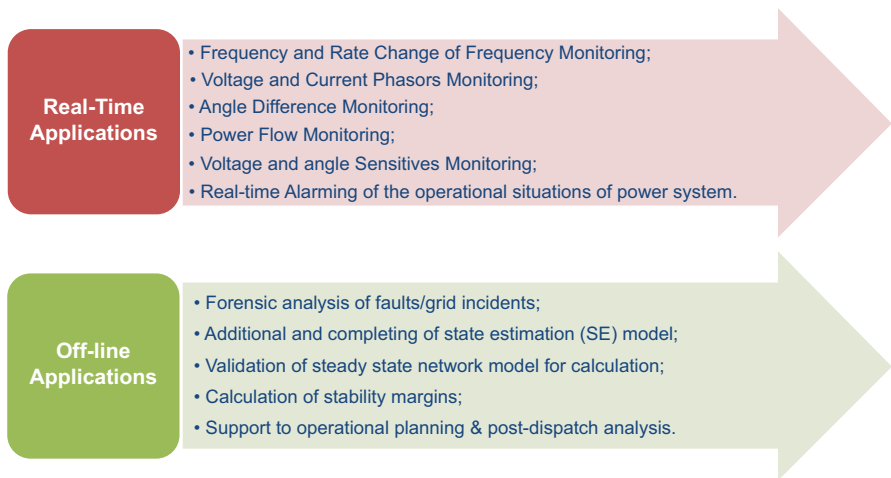 Real-Time
Applications
• Frequency and Rate Change of Frequency Monitoring;
• Voltage and Current Phasors Monitoring;
• Angle Difference Monitoring;
• Power Flow Monitoring;
• Voltage and angle Sensitives Monitoring;
• Real-time Alarming of the operational situations of power system.
Off-line
Applications
• Forensic analysis of faults/grid incidents;
• Additional and completing of state estimation (SE) model;
• Validation of steady state network model for calculation;
• Calculation of stability margins;
• Support to operational planning & post-dispatch analysis.